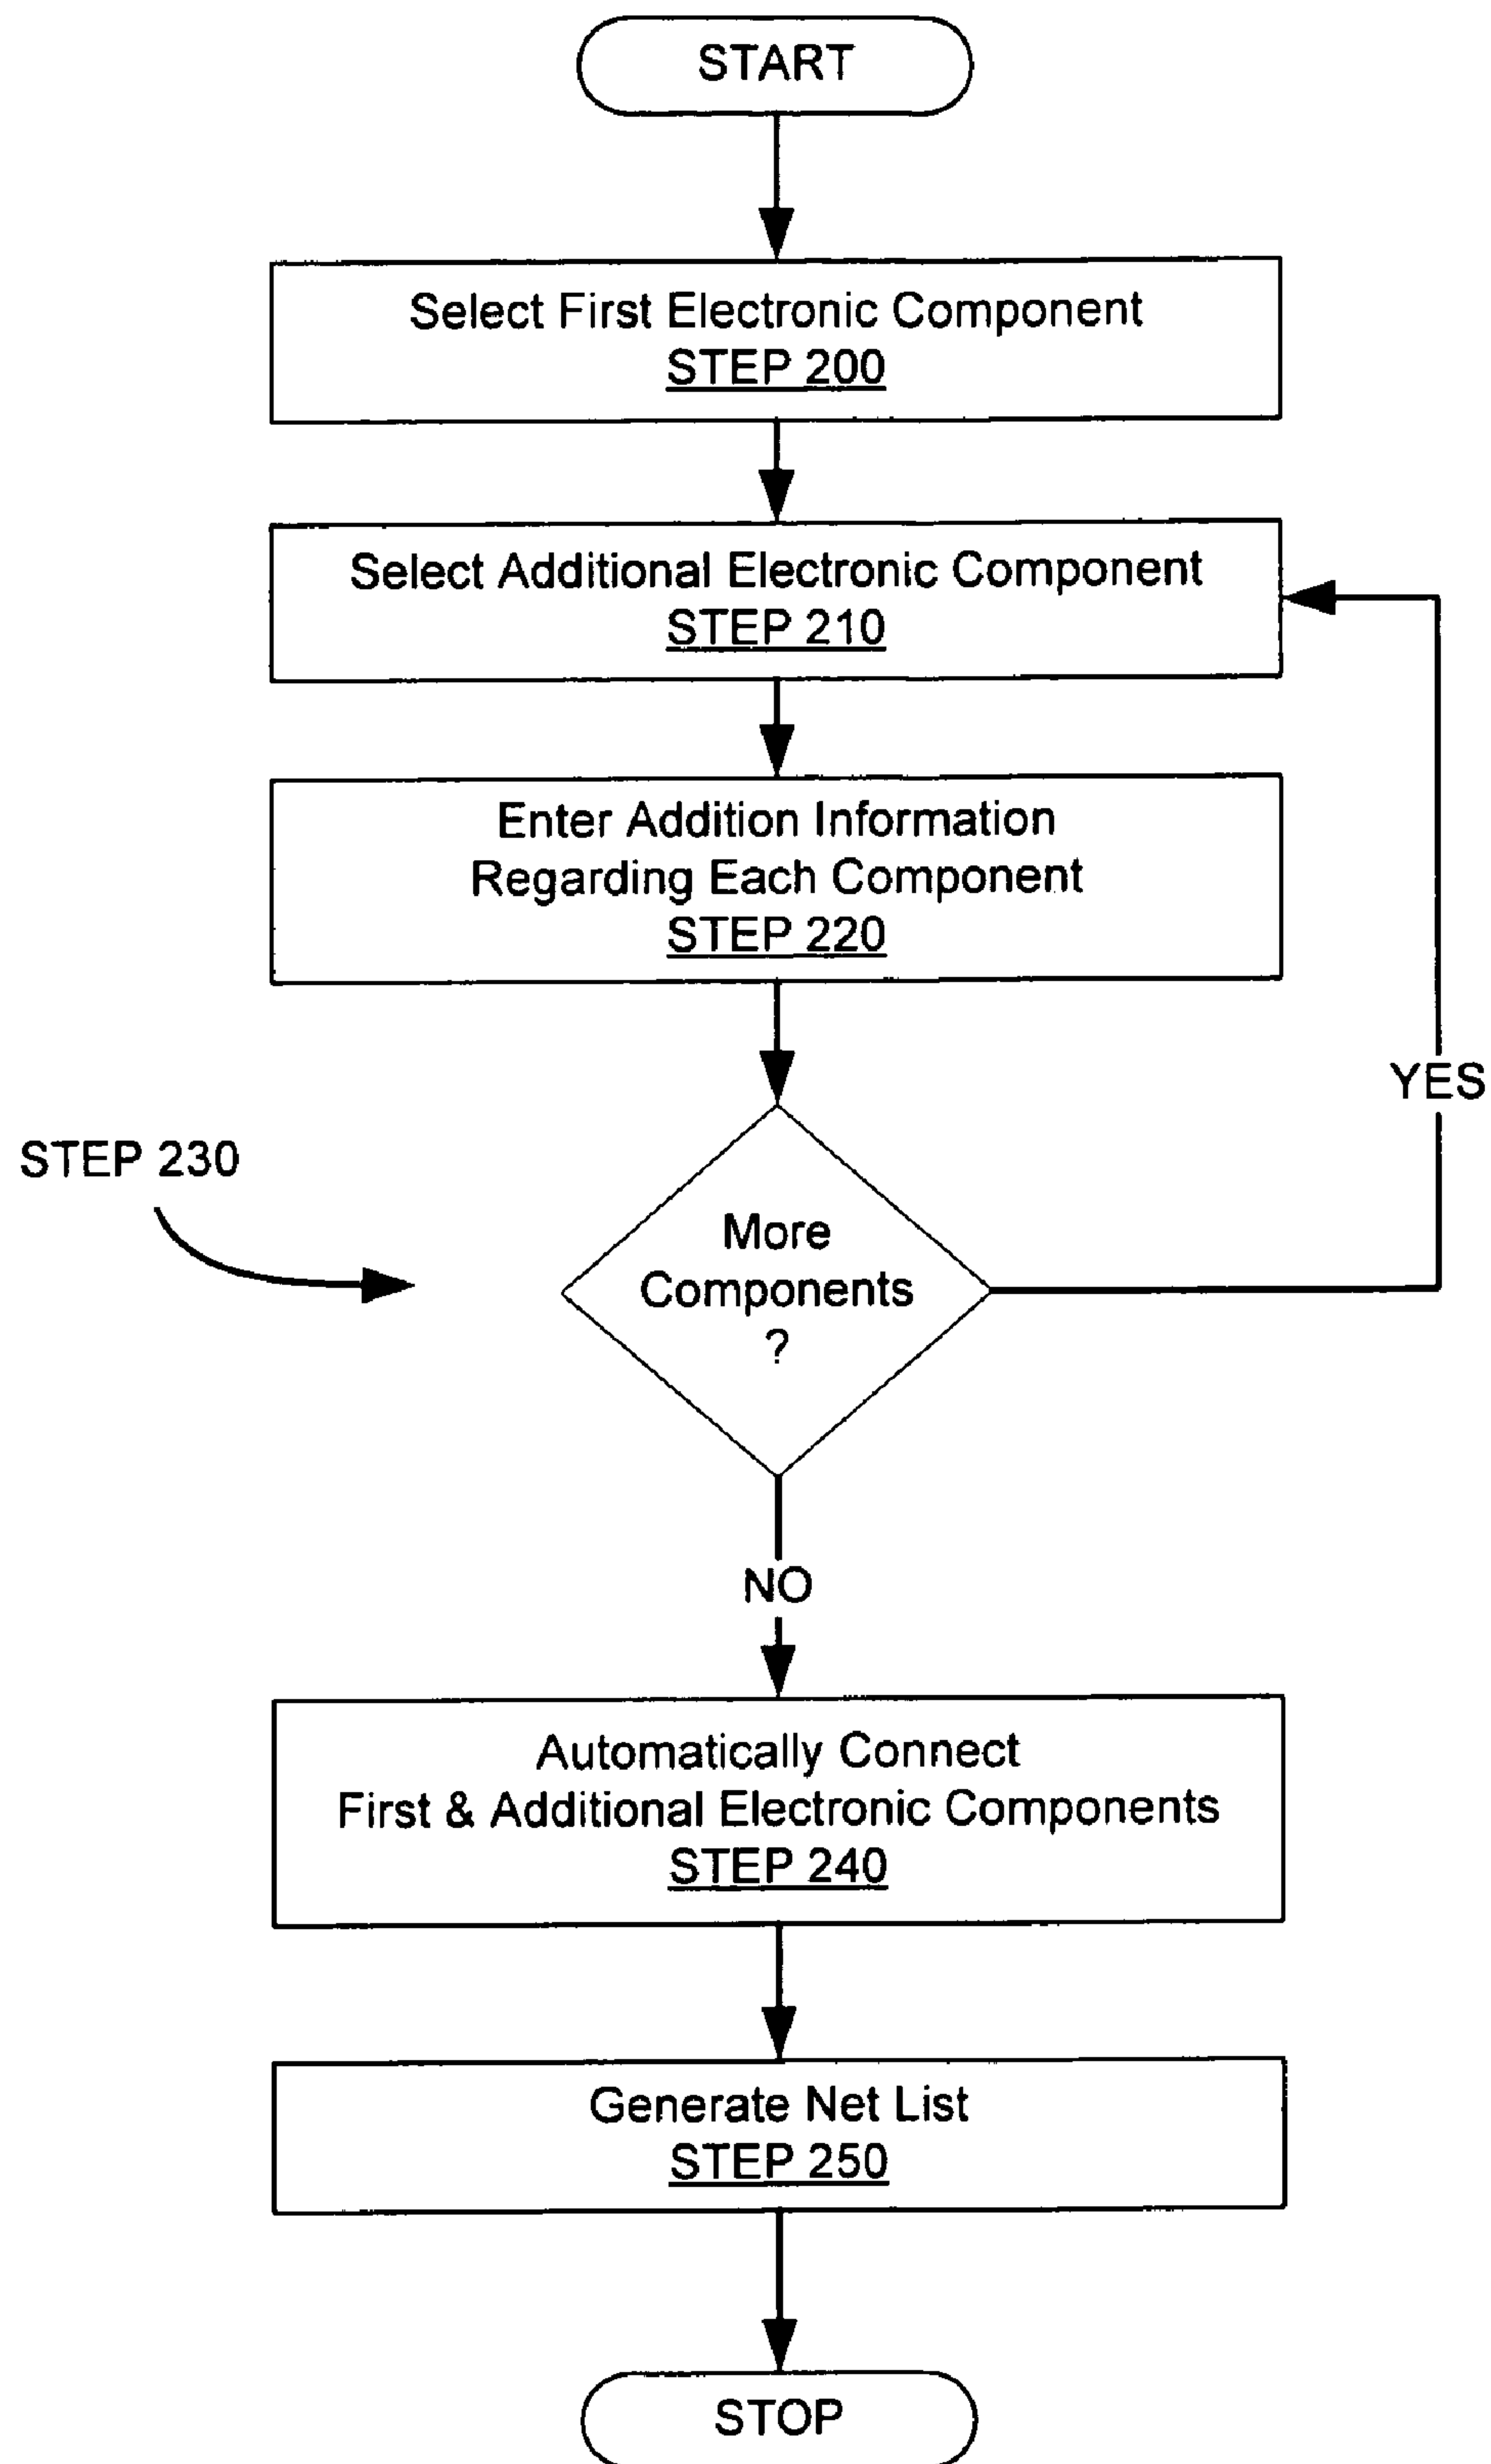 START
Select First Electronic Component
STEP 200
Select Additional Electronic Component
STEP 210
Enter Addition Information
Regarding Each Component
STEP 220
YES
STEP 230
More
Components
?
NO
Automatically Connect
First & Additional Electronic Components
STEP 240
Generate Net List
STEP 250
STOP